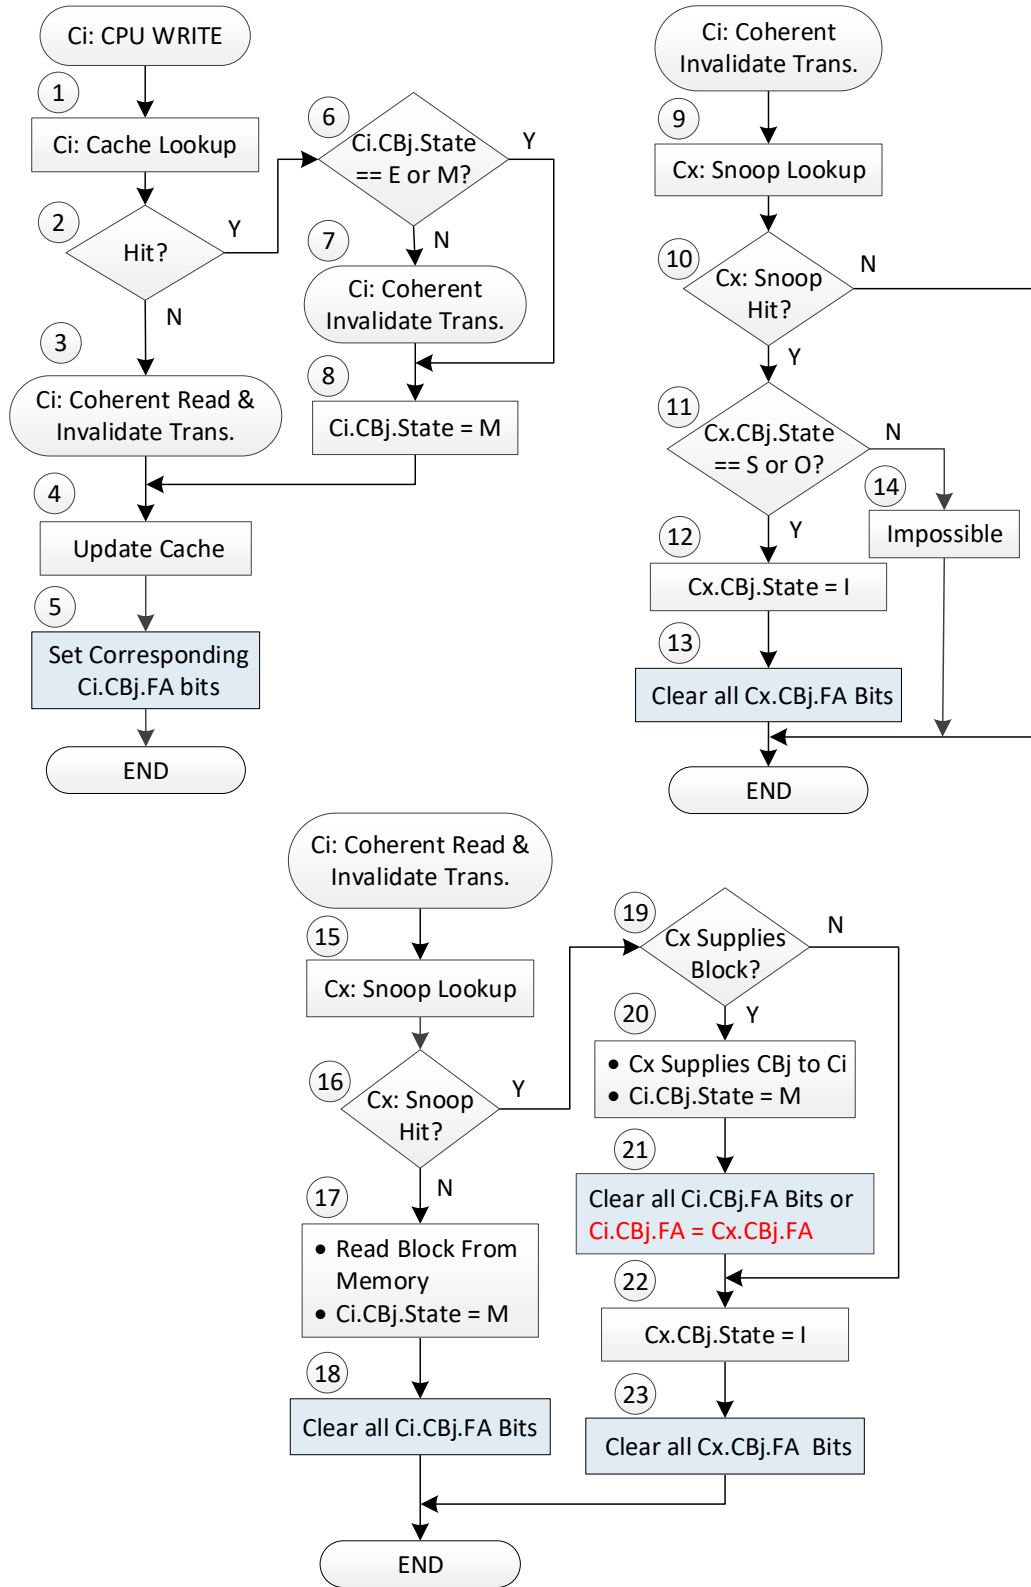 Ci: CPU WRITE
1
Ci: Cache Lookup
2
Hit?
Y
N
3
Ci: Coherent Read &
Invalidate Trans.
4
Update Cache
5
Set Corresponding
Ci.CBj.FA bits
END
6
Ci.CBj.State
== E or M?
Y
7
N
Ci: Coherent
Invalidate Trans.
8
Ci.CBj.State = M
Ci: Coherent
Invalidate Trans.
9
Cx: Snoop Lookup
10
Cx: Snoop
Hit?
N
Y
11
Cx.CBj.State
== S or O?
N
14
Impossible
Y
12
Cx.CBj.State = I
13
Clear all Cx.CBj.FA Bits
END
Ci: Coherent Read &
Invalidate Trans.
15
Cx: Snoop Lookup
16
Cx: Snoop
Hit?
Y
N
17
• Read Block From
Memory
• Ci.CBj.State = M
18
Clear all Ci.CBj.FA Bits
19
Cx Supplies
Block?
N
Y
20
• Cx Supplies CBj to Ci
• Ci.CBj.State = M
21
Clear all Ci.CBj.FA Bits or
Ci.CBj.FA = Cx.CBj.FA
22
Cx.CBj.State = I
23
Clear all Cx.CBj.FA Bits
END